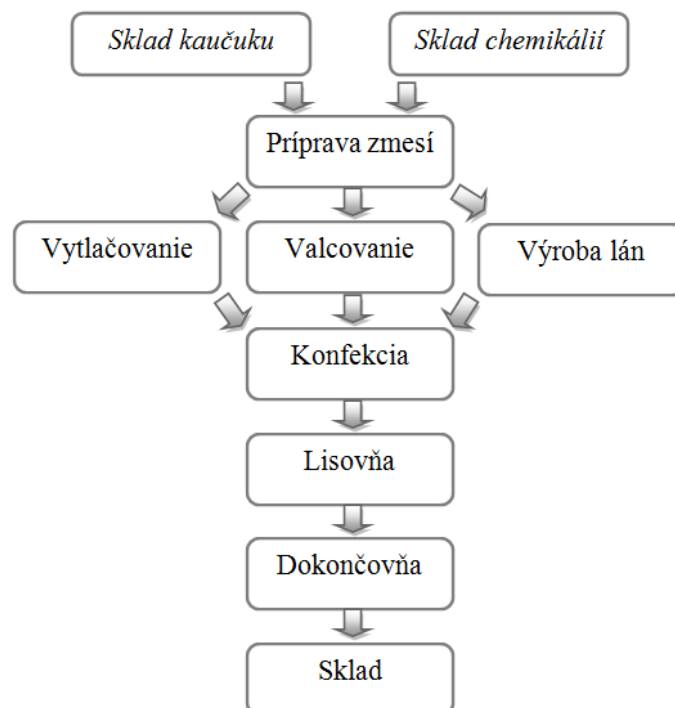 Sklad kaučuku
Sklad chemikálií
Príprava zmesí
Vytlačovanie
Valcovanie
Výroba lán
Konfekcia
Lisovňa
Dokončovňa
Sklad